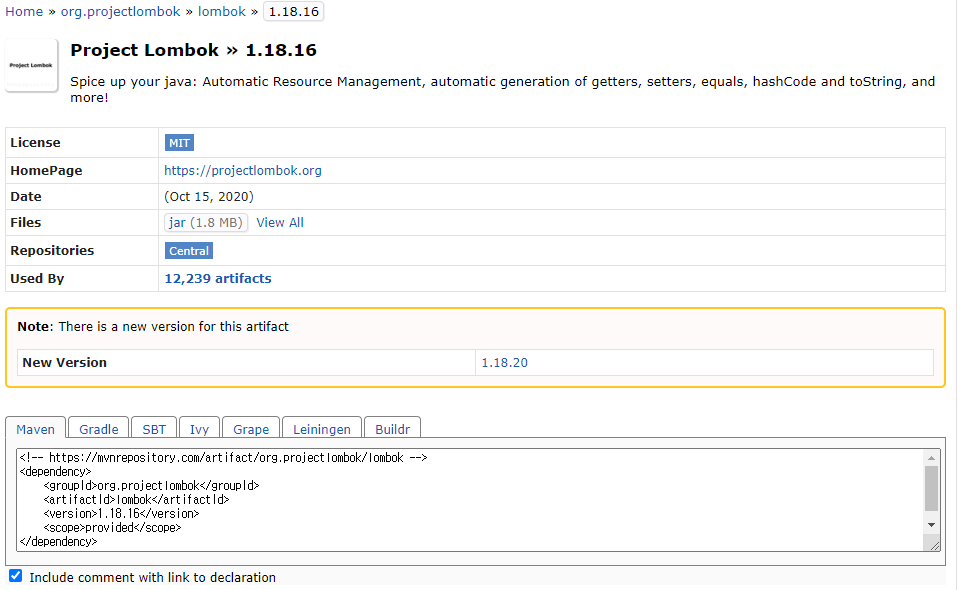 Home » org.projectlombok » lombok » 1.18.16
Project Lombok
Project Lombok » 1.18.16
Spice up your java: Automatic Resource Management, automatic generation of getters, setters, equals, hashCode and toString, and
more!
License MIT
HomePage https://projectlombok.org
Date (Oct 15, 2020)
Files jar (1.8 MB) View All
Repositories Central
Used By 12,239 artifacts
Note: There is a new version for this artifact
New Version 1.18.20
Maven Gradle SBT Ivy Grape Leiningen Buildr
<!-- https://mvnrepository.com/artifact/org.projectlombok/lombok -->
<dependency>
    <groupId>org.projectlombok</groupId>
    <artifactId>lombok</artifactId>
    <version>1.18.16</version>
    <scope>provided</scope>
</dependency>
Include comment with link to declaration